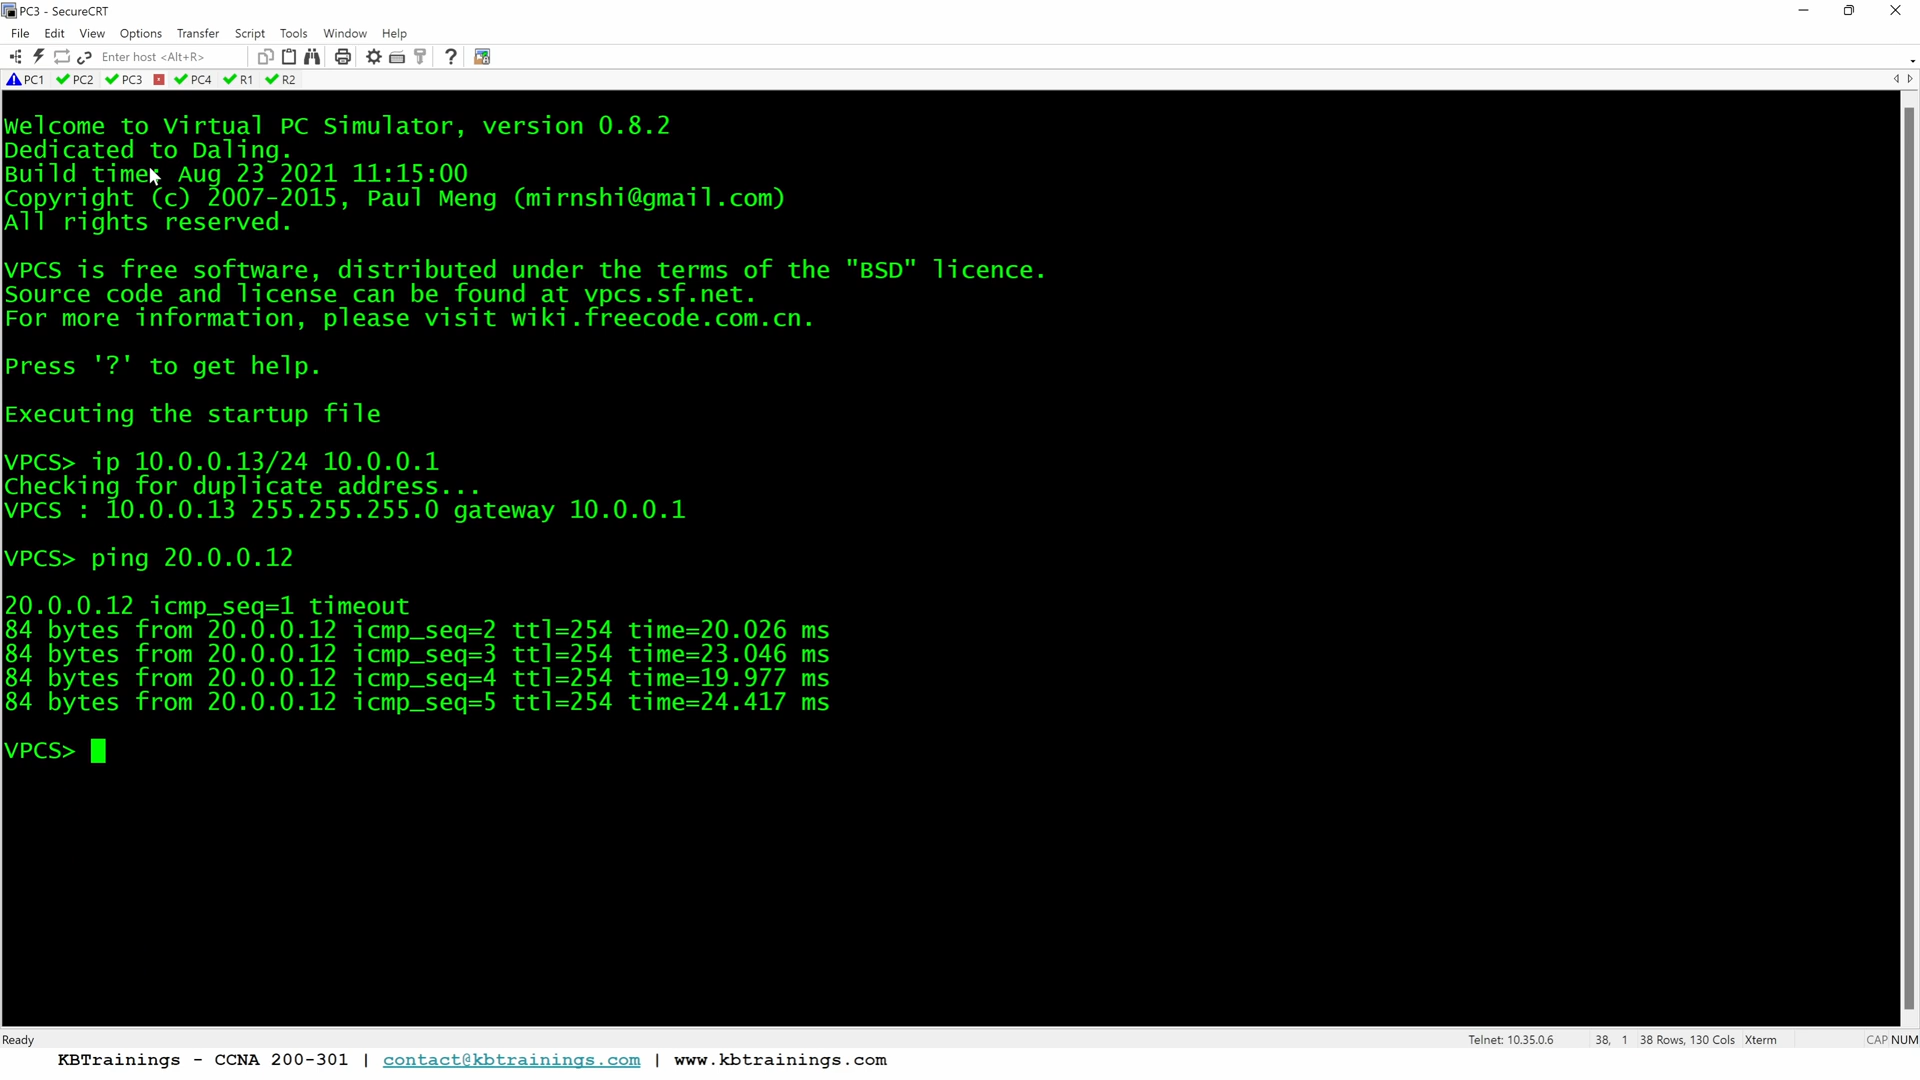 PC3 - SecureCRT
File Edit View Options Transfer Script Tools Window Help
Enter host <Alt+R>
PC1 PC2 PC3 PC4 R1 R2
Welcome to Virtual PC Simulator, version 0.8.2
Dedicated to Daling.
Build time: Aug 23 2021 11:15:00
Copyright (c) 2007-2015, Paul Meng (mirnshi@gmail.com)
All rights reserved.
VPCS is free software, distributed under the terms of the "BSD" licence.
Source code and license can be found at vpcs.sf.net.
For more information, please visit wiki.freecode.com.cn.
Press '?' to get help.
Executing the startup file
VPCS> ip 10.0.0.13/24 10.0.0.1
Checking for duplicate address...
VPCS : 10.0.0.13 255.255.255.0 gateway 10.0.0.1
VPCS> ping 20.0.0.12
20.0.0.12 icmp_seq=1 timeout
84 bytes from 20.0.0.12 icmp_seq=2 ttl=254 time=20.026 ms
84 bytes from 20.0.0.12 icmp_seq=3 ttl=254 time=23.046 ms
84 bytes from 20.0.0.12 icmp_seq=4 ttl=254 time=19.977 ms
84 bytes from 20.0.0.12 icmp_seq=5 ttl=254 time=24.417 ms
VPCS>
Ready Telnet: 10.35.0.6 38, 1 38 Rows, 130 Cols Xterm CAP NUM
KBTrainings - CCNA 200-301 | contact@kbtrainings.com | www.kbtrainings.com